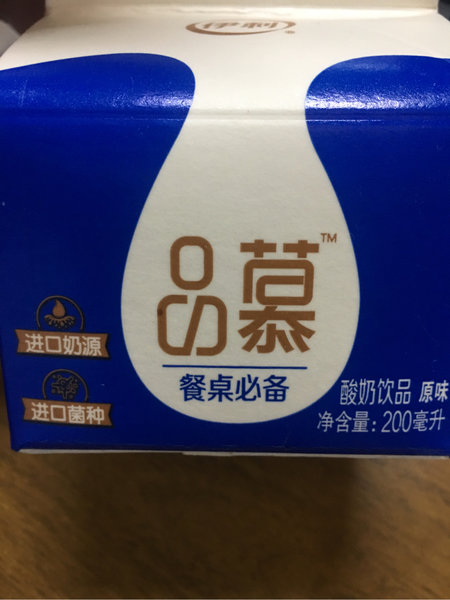 伊利
品慕™
餐桌必备
进口奶源
进口菌种
酸奶饮品 原味
净含量:200毫升